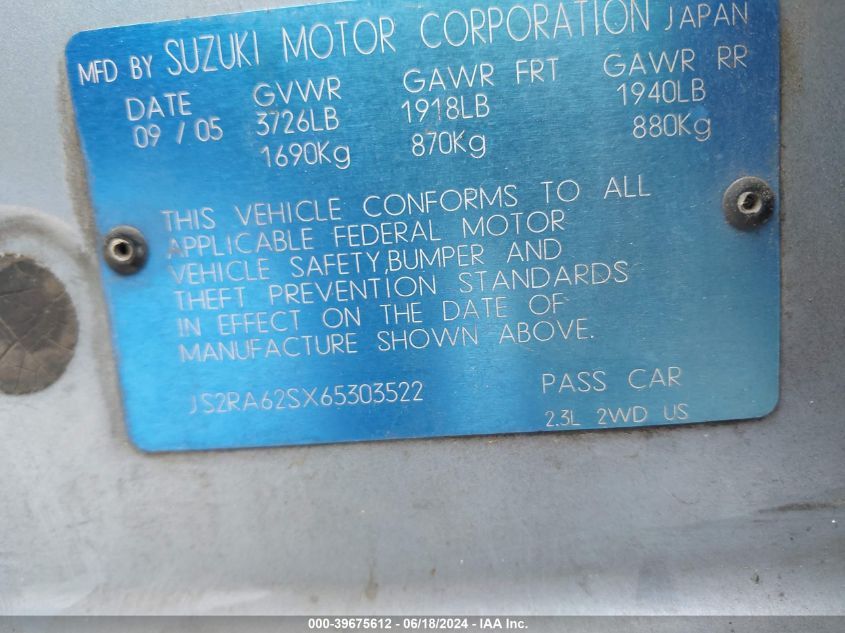 MFD BY SUZUKI MOTOR CORPORATION JAPAN
DATE GVWR GAWR FRT GAWR RR
09 / 05 3726LB 1918LB 1940LB
1690Kg 870Kg 880Kg
THIS VEHICLE CONFORMS TO ALL
APPLICABLE FEDERAL MOTOR
VEHICLE SAFETY,BUMPER AND
THEFT PREVENTION STANDARDS
IN EFFECT ON THE DATE OF
MANUFACTURE SHOWN ABOVE.
JS2RA62SX65303522 PASS CAR
2.3L 2WD US
000-39675612 - 06/18/2024 - IAA Inc.